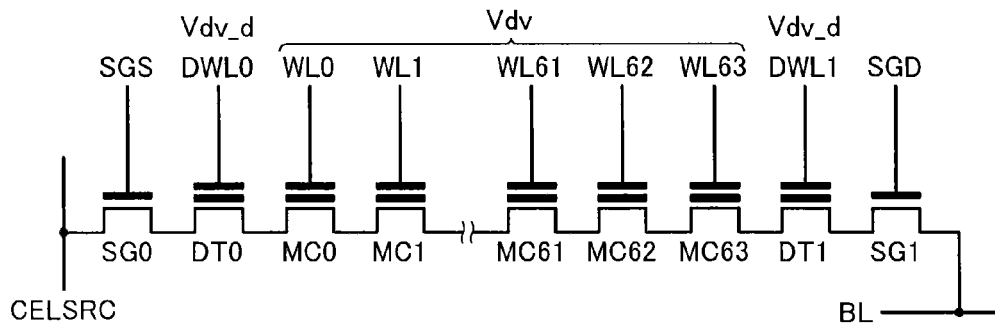 Vdv_d Vdv Vdv_d
SGS DWL0 WL0 WL1 WL61 WL62 WL63 DWL1 SGD
SG0 DT0 MC0 MC1 MC61 MC62 MC63 DT1 SG1
CELSRC BL